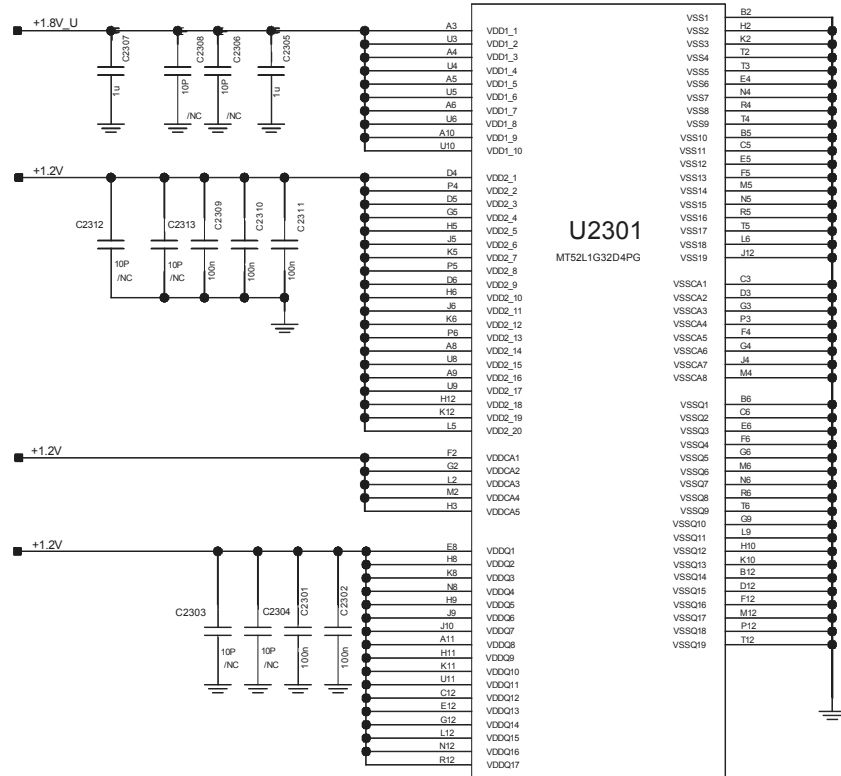 +1.8V_U
C2307
1u
C2308
10P
/NC
C2306
10P
/NC
C2305
1u
A3 VDD1_1
U3 VDD1_2
A4 VDD1_3
U4 VDD1_4
A5 VDD1_5
U5 VDD1_6
A6 VDD1_7
U6 VDD1_8
A10 VDD1_9
U10 VDD1_10
+1.2V
C2312
10P
/NC
C2313
10P
/NC
C2309
100n
C2310
100n
C2311
100n
D4 VDD2_1
P4 VDD2_2
D5 VDD2_3
G5 VDD2_4
H5 VDD2_5
J5 VDD2_6
K5 VDD2_7
P5 VDD2_8
D6 VDD2_9
H6 VDD2_10
J6 VDD2_11
K6 VDD2_12
P6 VDD2_13
A8 VDD2_14
U8 VDD2_15
A9 VDD2_16
U9 VDD2_17
H12 VDD2_18
K12 VDD2_19
L5 VDD2_20
+1.2V
F2 VDDCA1
G2 VDDCA2
L2 VDDCA3
M2 VDDCA4
H3 VDDCA5
+1.2V
C2303
10P
/NC
C2304
10P
/NC
C2301
100n
C2302
100n
E8 VDDQ1
H8 VDDQ2
K8 VDDQ3
N8 VDDQ4
H9 VDDQ5
J9 VDDQ6
J10 VDDQ7
A11 VDDQ8
H11 VDDQ9
K11 VDDQ10
U11 VDDQ11
C12 VDDQ12
E12 VDDQ13
G12 VDDQ14
L12 VDDQ15
N12 VDDQ16
R12 VDDQ17
U2301
MT52L1G32D4PG
VSS1 B2
VSS2 H2
VSS3 K2
VSS4 T2
VSS5 T3
VSS6 E4
VSS7 N4
VSS8 R4
VSS9 T4
VSS10 B5
VSS11 C5
VSS12 E5
VSS13 F5
VSS14 M5
VSS15 N5
VSS16 R5
VSS17 T5
VSS18 L6
VSS19 J12
VSSCA1 C3
VSSCA2 D3
VSSCA3 G3
VSSCA4 P3
VSSCA5 F4
VSSCA6 G4
VSSCA7 J4
VSSCA8 M4
VSSQ1 B6
VSSQ2 C6
VSSQ3 E6
VSSQ4 F6
VSSQ5 G6
VSSQ6 M6
VSSQ7 N6
VSSQ8 R6
VSSQ9 T6
VSSQ10 G9
VSSQ11 L9
VSSQ12 H10
VSSQ13 K10
VSSQ14 B12
VSSQ15 D12
VSSQ16 F12
VSSQ17 M12
VSSQ18 P12
VSSQ19 T12